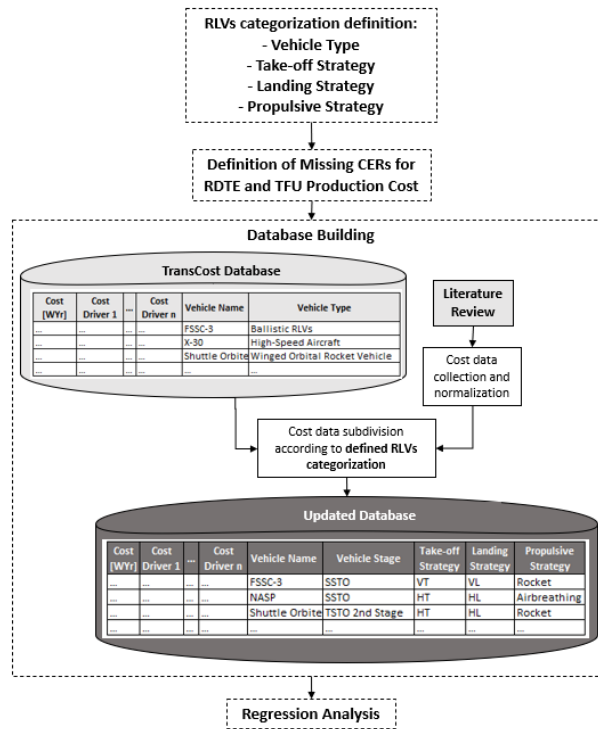 RLVs categorization definition:
- Vehicle Type
- Take-off Strategy
- Landing Strategy
- Propulsive Strategy
Definition of Missing CERs for
RDTE and TFU Production Cost
Database Building
TransCost Database
Cost [WYr] Cost Driver 1 ... Cost Driver n Vehicle Name Vehicle Type
... ... ... ... FSSC-3 Ballistic RLVs
... ... ... ... X-30 High-Speed Aircraft
... ... ... ... Shuttle Orbite Winged Orbital Rocket Vehicle
... ... ... ... ... ...
Literature
Review
Cost data
collection and
normalization
Cost data subdivision
according to defined RLVs
categorization
Updated Database
Cost [WYr] Cost Driver 1 ... Cost Driver n Vehicle Name Vehicle Stage Take-off Strategy Landing Strategy Propulsive Strategy
... ... ... ... FSSC-3 SSTO VT VL Rocket
... ... ... ... NASP SSTO HT HL Airbreathing
... ... ... ... Shuttle Orbite TSTO 2nd Stage HT HL Rocket
... ... ... ... ... ... ... ... ...
Regression Analysis